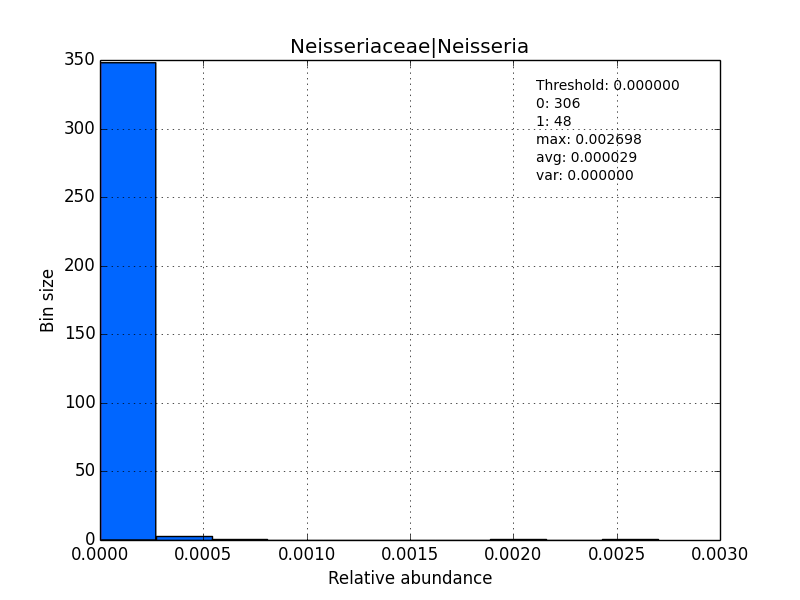 Neisseriaceae|Neisseria
350
300
250
200
150
100
50
0
Bin size
Threshold: 0.000000
0: 306
1: 48
max: 0.002698
avg: 0.000029
var: 0.000000
0.0000 0.0005 0.0010 0.0015 0.0020 0.0025 0.0030
Relative abundance